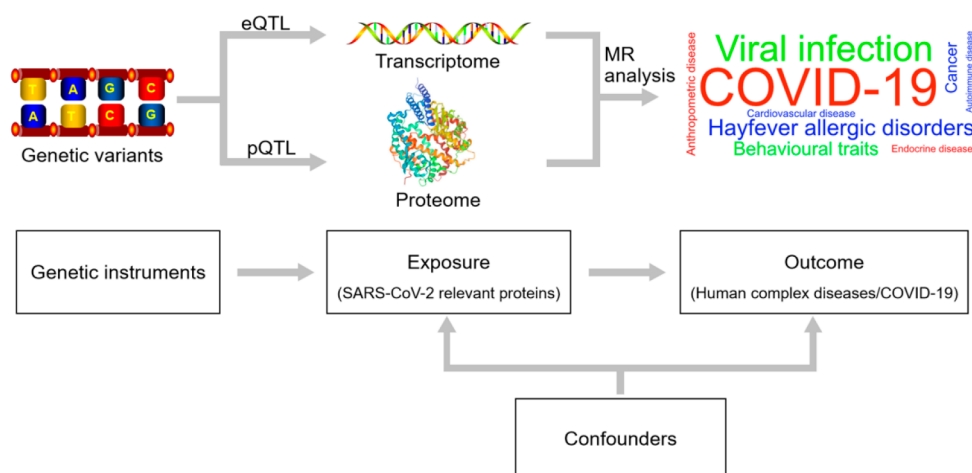 eQTL
Transcriptome
MR
analysis
T A G C
A T C G
Genetic variants
pQTL
Proteome
Anthropometric disease
Viral infection
COVID-19
Cancer
Autoimmune disease
Cardiovascular disease
Hayfever allergic disorders
Behavioural traits
Endocrine disease
Genetic instruments
Exposure
(SARS-CoV-2 relevant proteins)
Outcome
(Human complex diseases/COVID-19)
Confounders